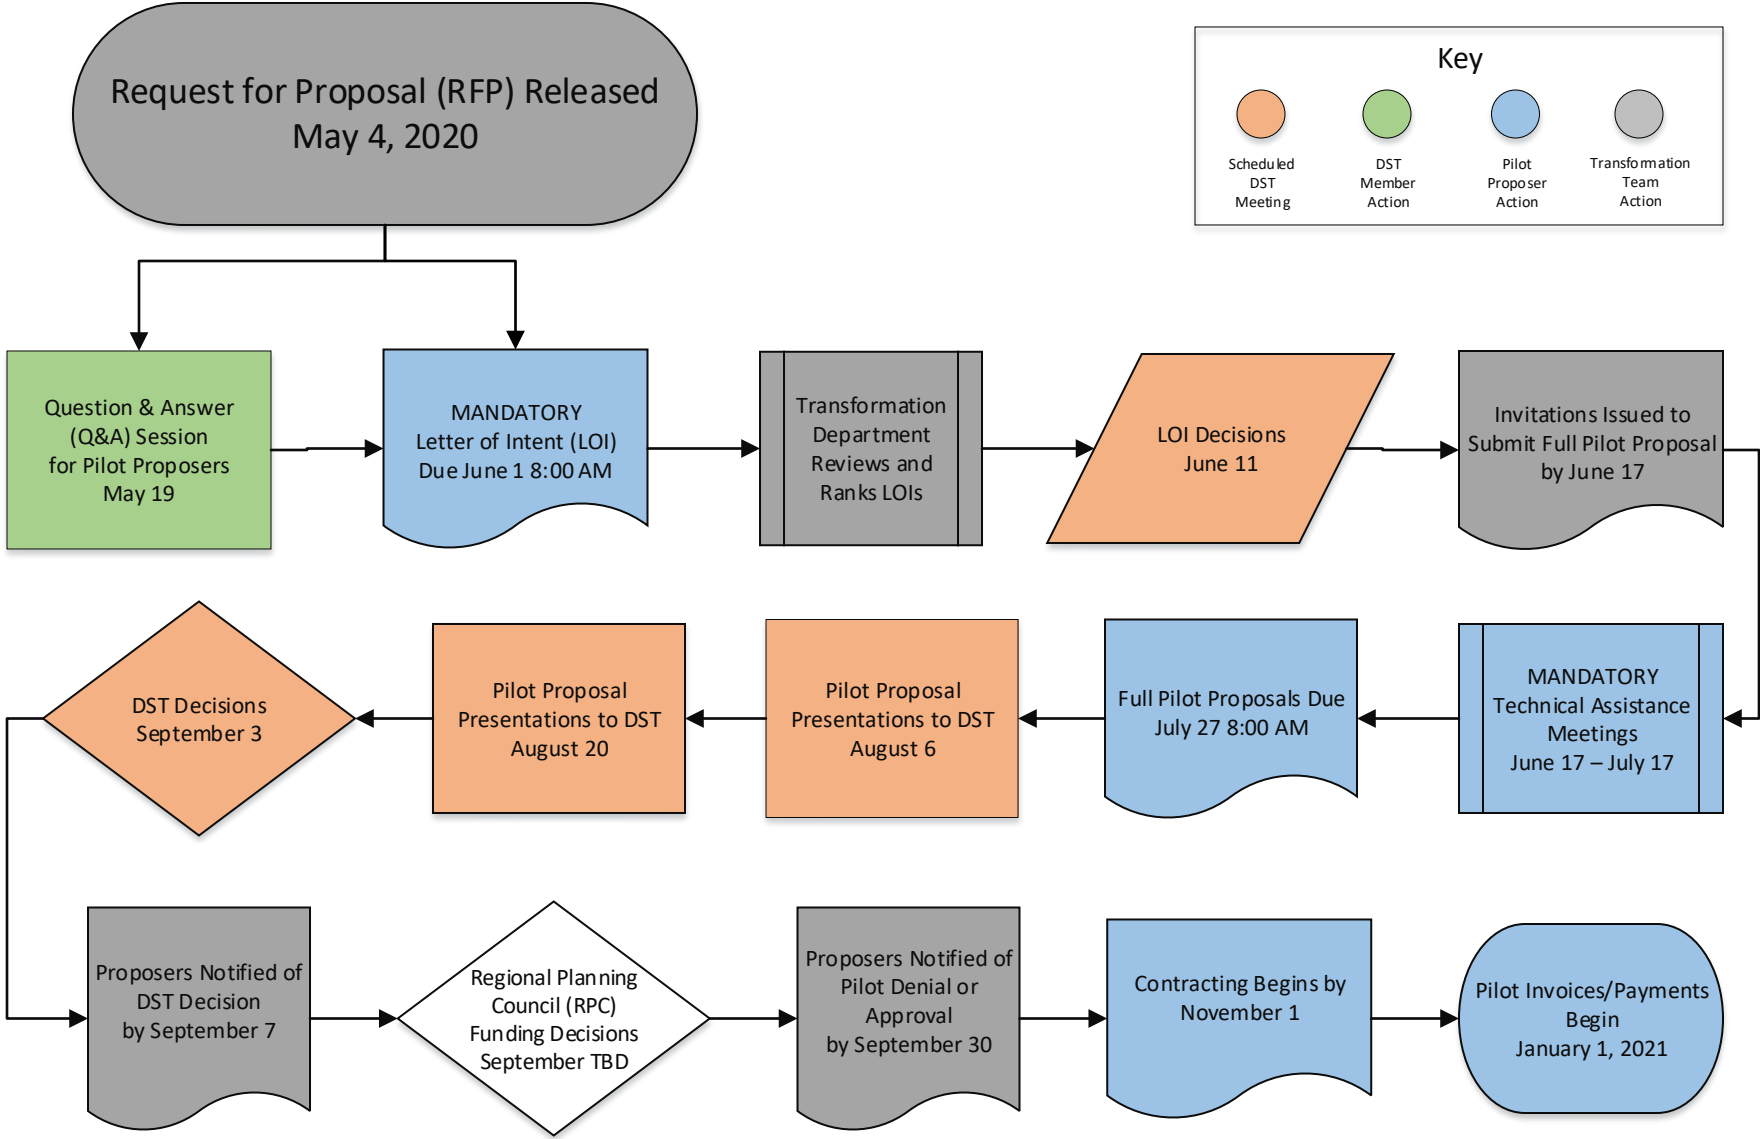 Request for Proposal (RFP) Released
May 4, 2020
Key
Scheduled
DST
Meeting
DST
Member
Action
Pilot
Proposer
Action
Transformation
Team
Action
Question & Answer
(Q&A) Session
for Pilot Proposers
May 19
MANDATORY
Letter of Intent (LOI)
Due June 1 8:00 AM
Transformation
Department
Reviews and
Ranks LOIs
LOI Decisions
June 11
Invitations Issued to
Submit Full Pilot Proposal
by June 17
DST Decisions
September 3
Pilot Proposal
Presentations to DST
August 20
Pilot Proposal
Presentations to DST
August 6
Full Pilot Proposals Due
July 27 8:00 AM
MANDATORY
Technical Assistance
Meetings
June 17 – July 17
Proposers Notified of
DST Decision
by September 7
Regional Planning
Council (RPC)
Funding Decisions
September TBD
Proposers Notified of
Pilot Denial or
Approval
by September 30
Contracting Begins by
November 1
Pilot Invoices/Payments
Begin
January 1, 2021